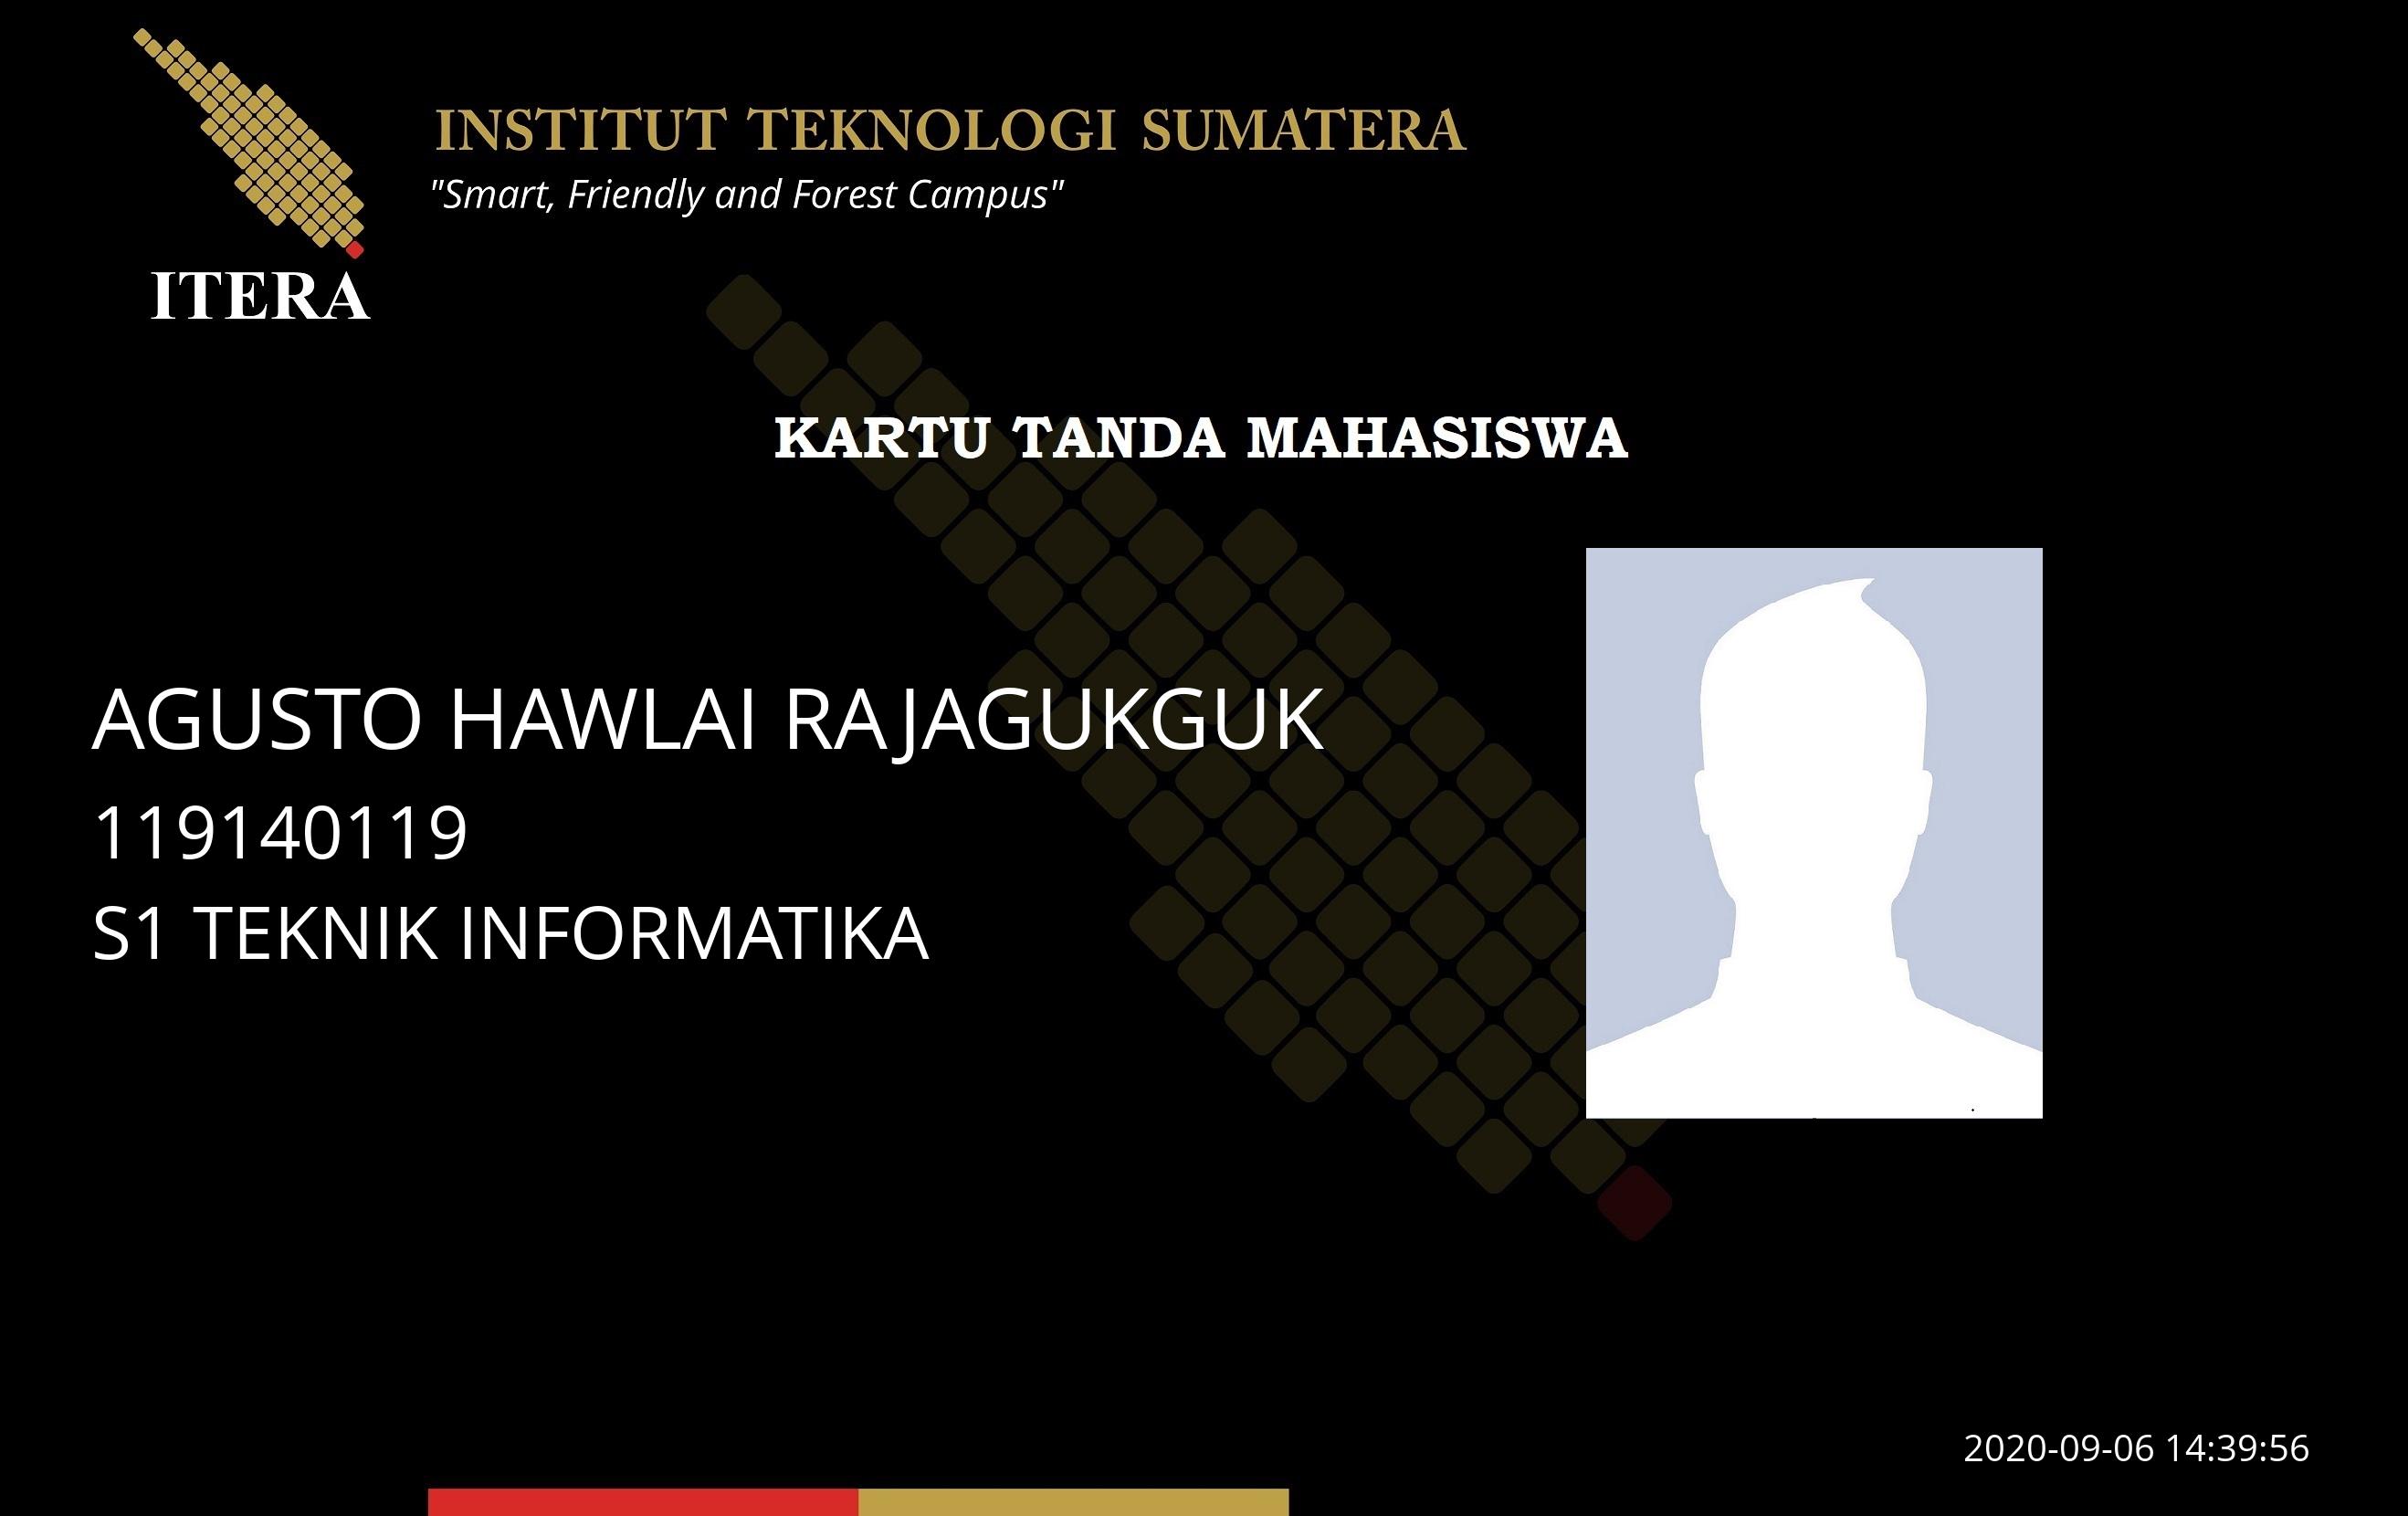 INSTITUT TEKNOLOGI SUMATERA
"Smart, Friendly and Forest Campus"
ITERA
KARTU TANDA MAHASISWA
AGUSTO HAWLAI RAJAGUKGUK
119140119
S1 TEKNIK INFORMATIKA
2020-09-06 14:39:56